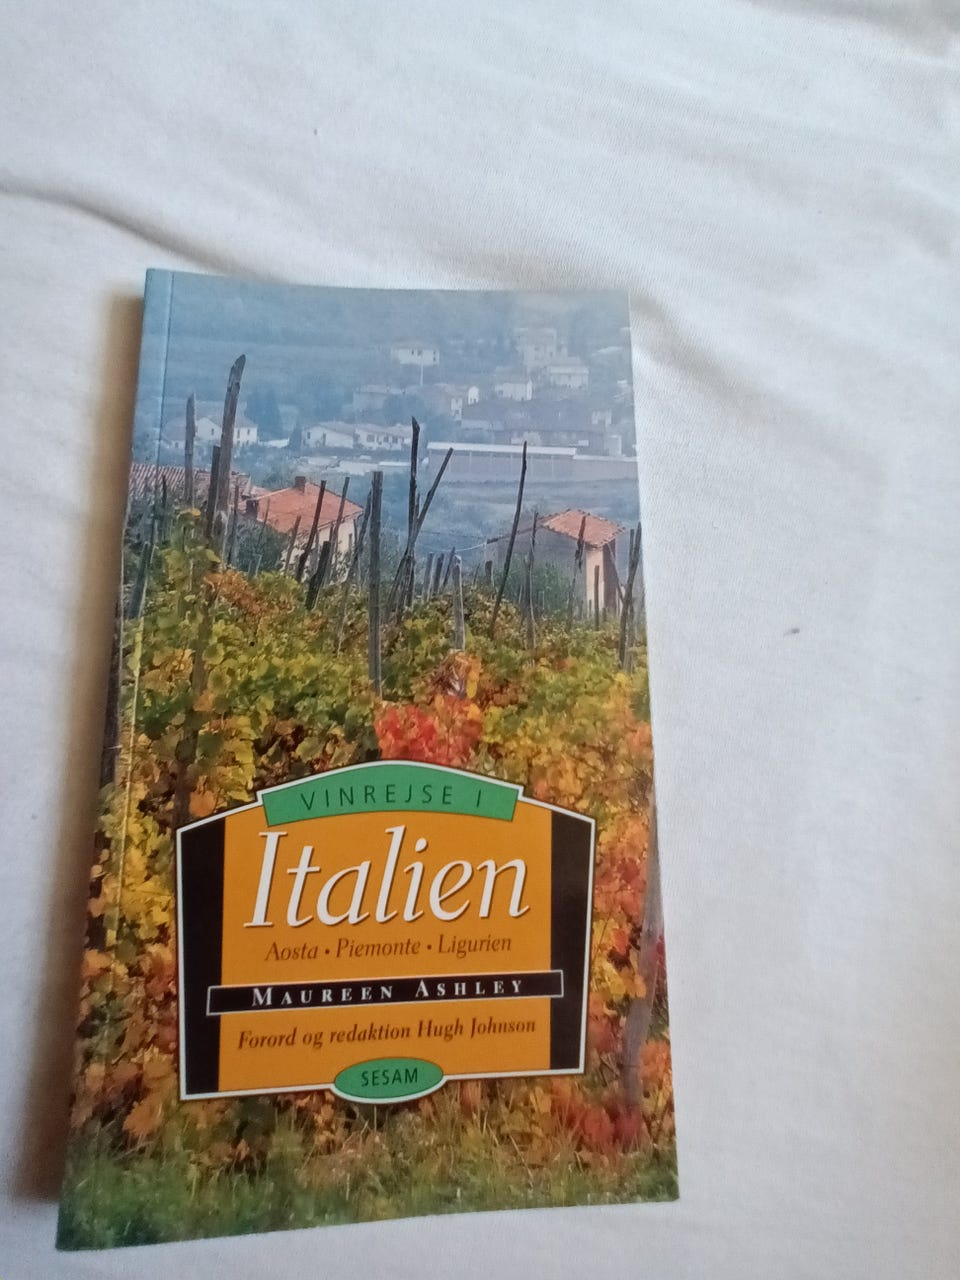 VINREJSE I
Italien
Aosta • Piemonte • Ligurien
MAUREEN ASHLEY
Forord og redaktion Hugh Johnson
SESAM